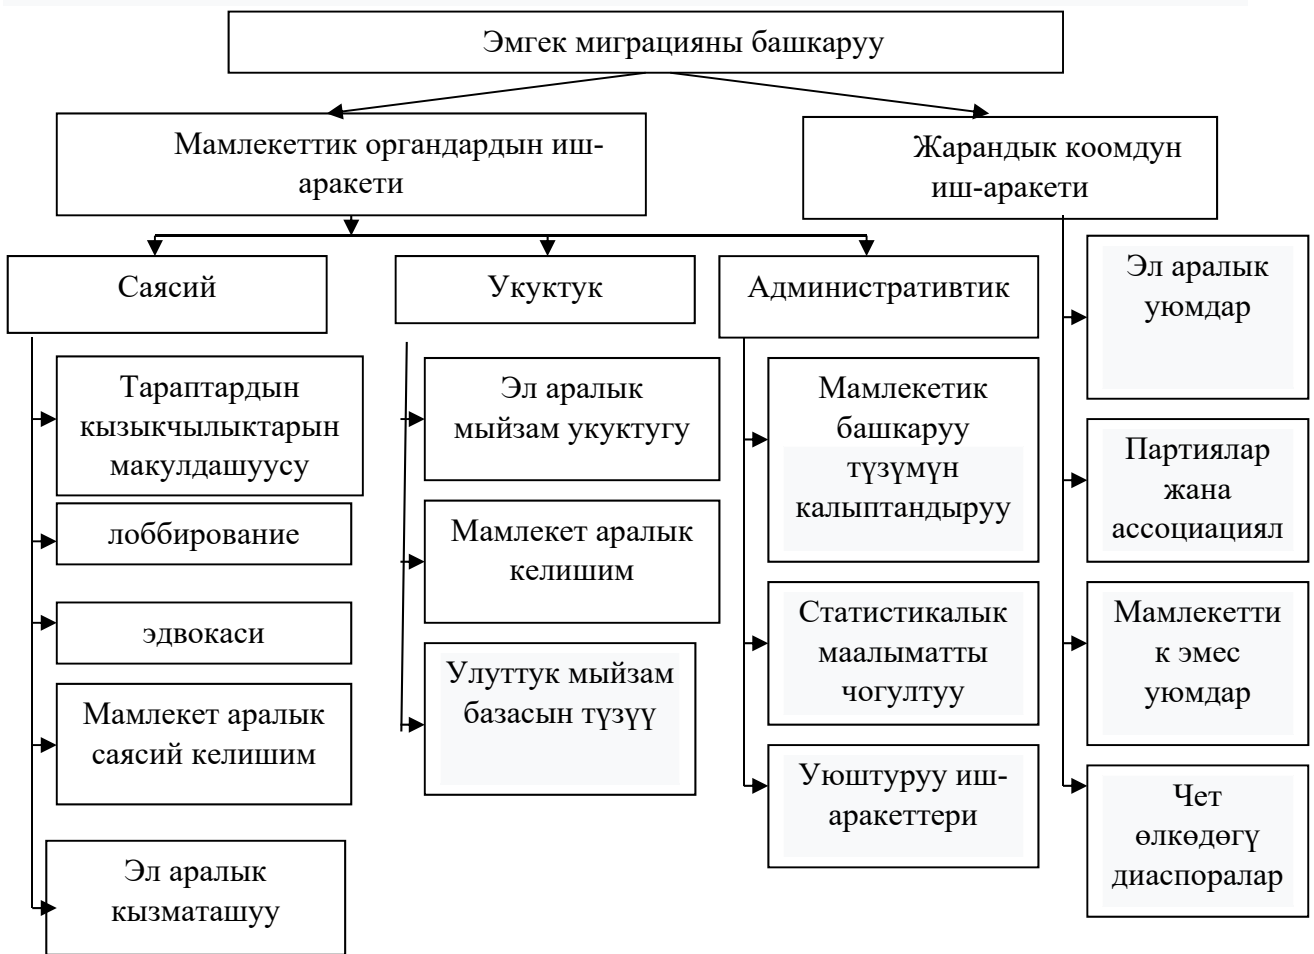 Эмгек миграцияны башкаруу
Мамлекеттик органдардын иш-
аракети
Жарандык коомдун
иш-аракети
Саясий
Укуктук
Административтик
Тараптардын
кызыкчылыктарын
макулдашуусу
лоббирование
эдвокаси
Мамлекет аралык
саясий келишим
Эл аралык
кызматашуу
Эл аралык
мыйзам укуктугу
Мамлекет аралык
келишим
Улуттук мыйзам
базасын түзүү
Мамлекетик
башкаруу
түзүмүн
калыптандыруу
Статистикалык
маалыматты
чогултуу
Уюштуруу иш-
аракеттери
Эл аралык
уюмдар
Партиялар
жана
ассоциациял
Мамлекетти
к эмес
уюмдар
Чет
өлкөдөгү
диаспоралар